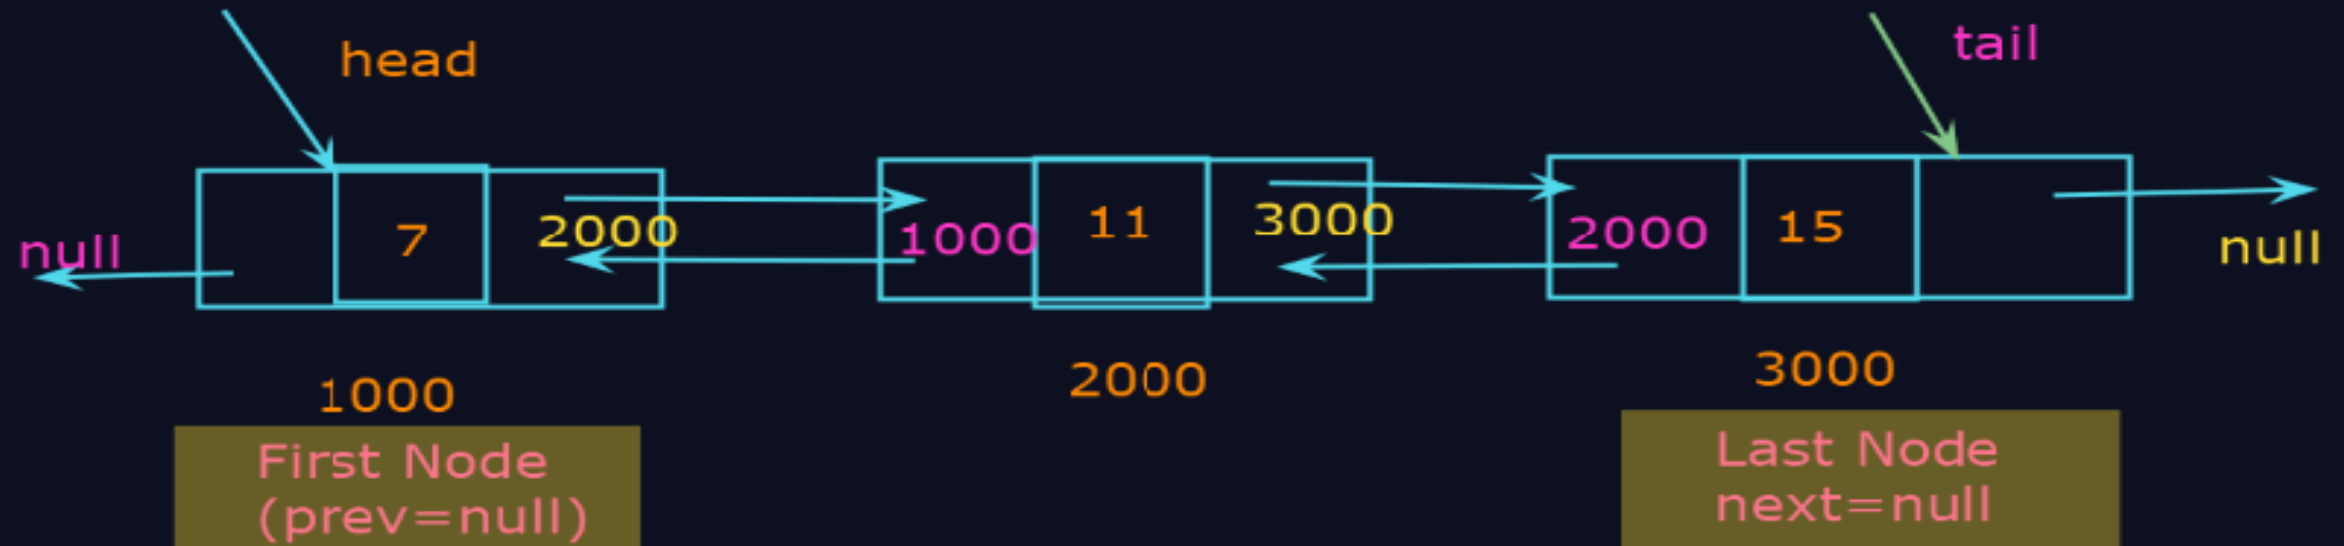 head
tail
null
7
2000
1000
11
3000
2000
15
null
1000
2000
3000
First Node
(prev=null)
Last Node
next=null